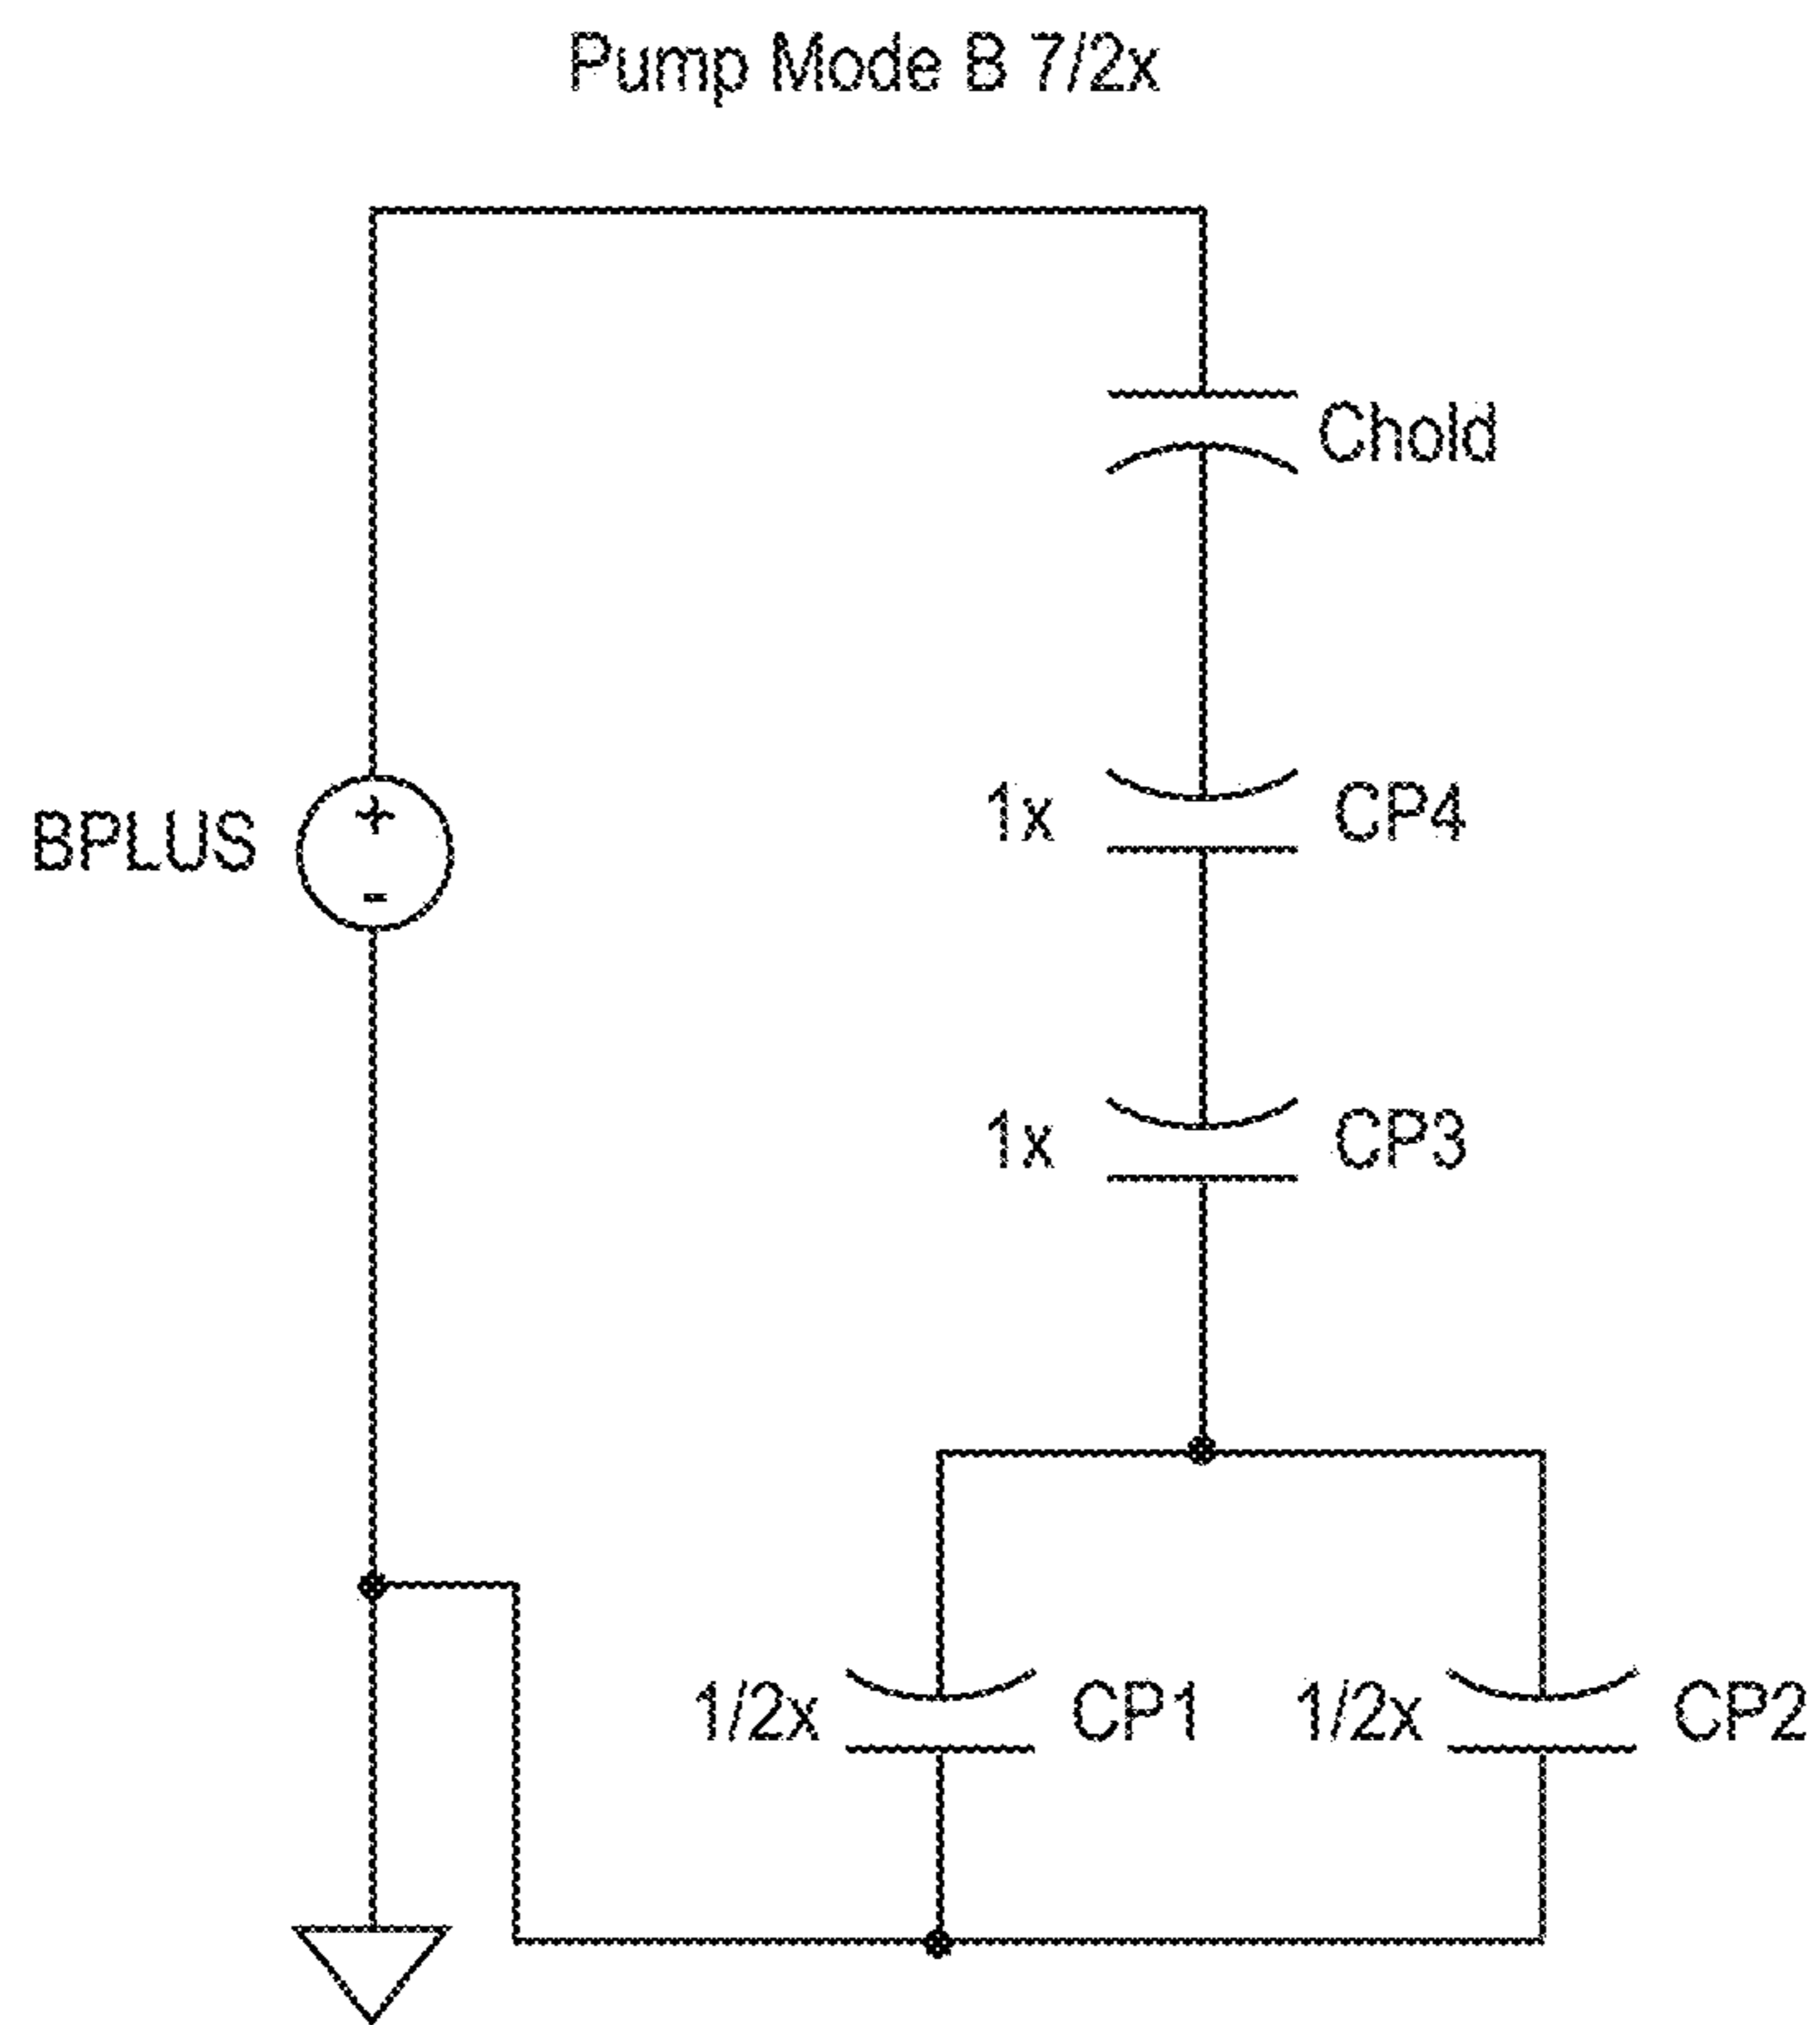 Pump Mode B 7/2x
Chold
1x CP4
BPLUS
+
-
1x CP3
1/2x CP1 1/2x CP2